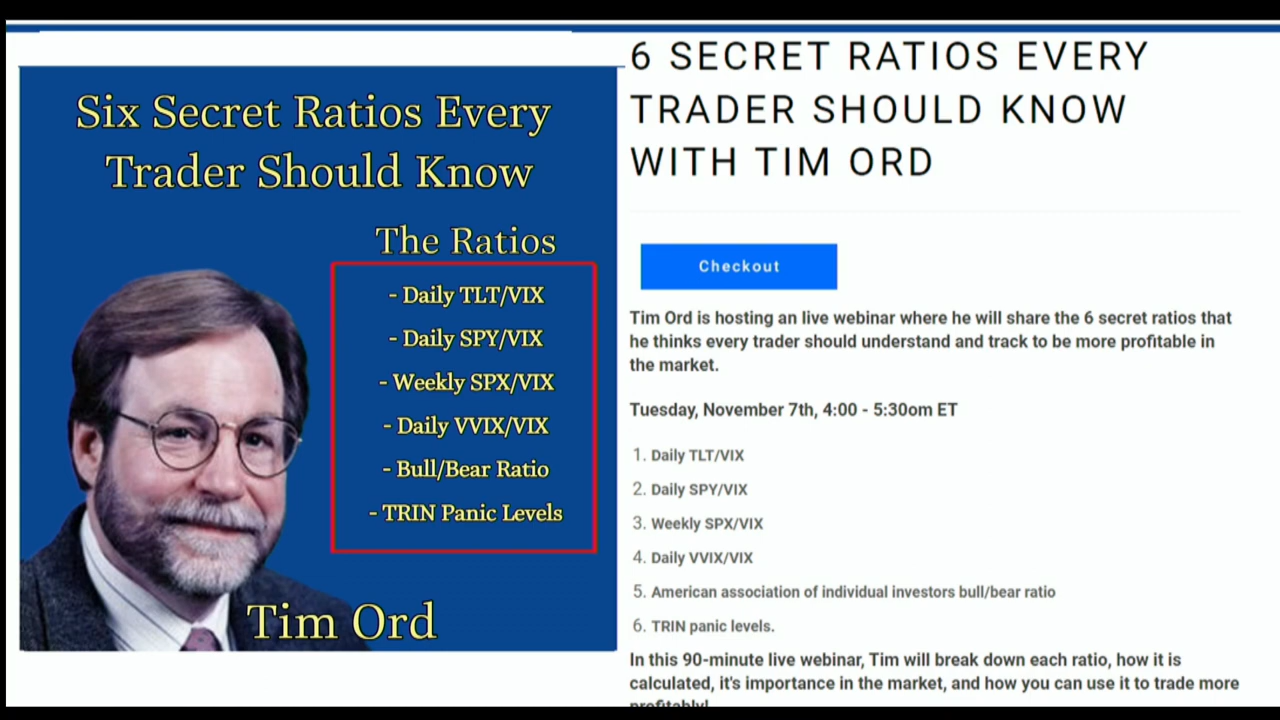 Six Secret Ratios Every
Trader Should Know
The Ratios
- Daily TLT/VIX
- Daily SPY/VIX
- Weekly SPX/VIX
- Daily VVIX/VIX
- Bull/Bear Ratio
- TRIN Panic Levels
Tim Ord
6 SECRET RATIOS EVERY
TRADER SHOULD KNOW
WITH TIM ORD
Checkout
Tim Ord is hosting an live webinar where he will share the 6 secret ratios that
he thinks every trader should understand and track to be more profitable in
the market.
Tuesday, November 7th, 4:00 - 5:30om ET
1. Daily TLT/VIX
2. Daily SPY/VIX
3. Weekly SPX/VIX
4. Daily VVIX/VIX
5. American association of individual investors bull/bear ratio
6. TRIN panic levels.
In this 90-minute live webinar, Tim will break down each ratio, how it is
calculated, it's importance in the market, and how you can use it to trade more
profitably!